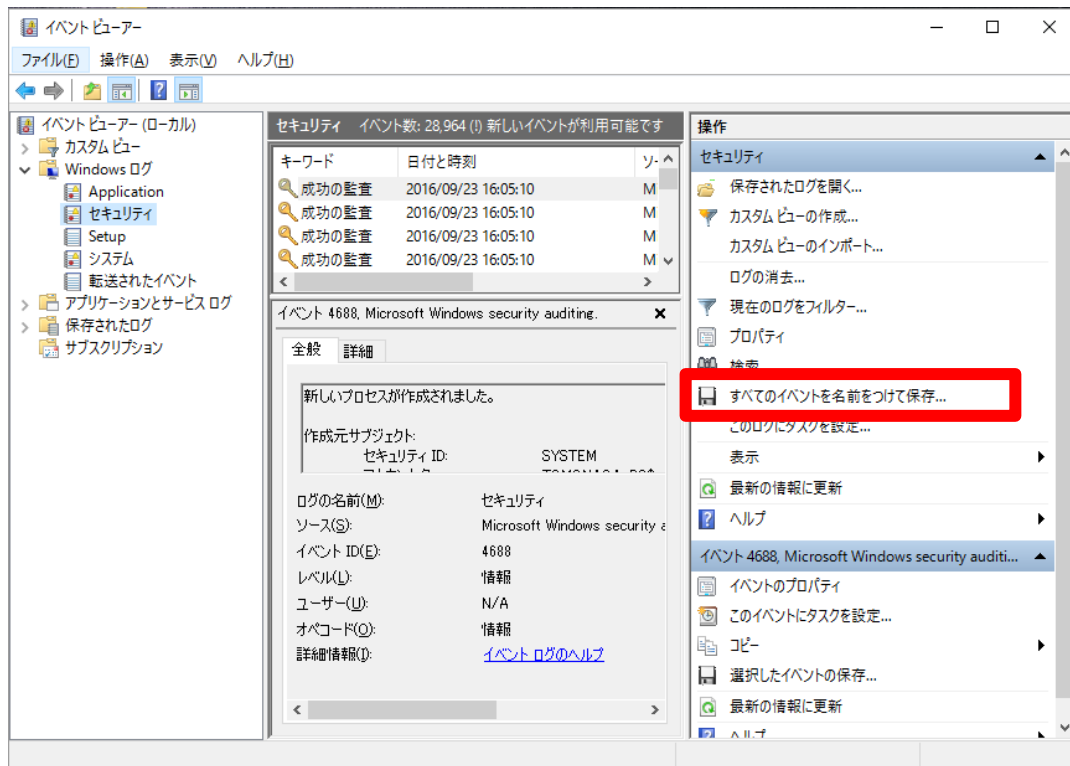 イベント ビューアー
ファイル(F) 操作(A) 表示(V) ヘルプ(H)
イベント ビューアー (ローカル)
カスタム ビュー
Windows ログ
Application
セキュリティ
Setup
システム
転送されたイベント
アプリケーションとサービス ログ
保存されたログ
サブスクリプション
セキュリティ イベント数: 28,964 (!) 新しいイベントが利用可能です
キーワード 日付と時刻 ソ-
成功の監査 2016/09/23 16:05:10 M
成功の監査 2016/09/23 16:05:10 M
成功の監査 2016/09/23 16:05:10 M
成功の監査 2016/09/23 16:05:10 M
イベント 4688, Microsoft Windows security auditing.
全般 詳細
新しいプロセスが作成されました。
作成元サブジェクト:
セキュリティ ID: SYSTEM
ログの名前(M): セキュリティ
ソース(S): Microsoft Windows security a
イベント ID(E): 4688
レベル(L): 情報
ユーザー(U): N/A
オペコード(O): 情報
詳細情報(I): イベント ログのヘルプ
操作
セキュリティ
保存されたログを開く...
カスタム ビューの作成...
カスタム ビューのインポート...
ログの消去...
現在のログをフィルター...
プロパティ
検索...
すべてのイベントを名前をつけて保存...
このログにタスクを設定...
表示
最新の情報に更新
ヘルプ
イベント 4688, Microsoft Windows security auditi...
イベントのプロパティ
このイベントにタスクを設定...
コピー
選択したイベントの保存...
最新の情報に更新
ヘルプ